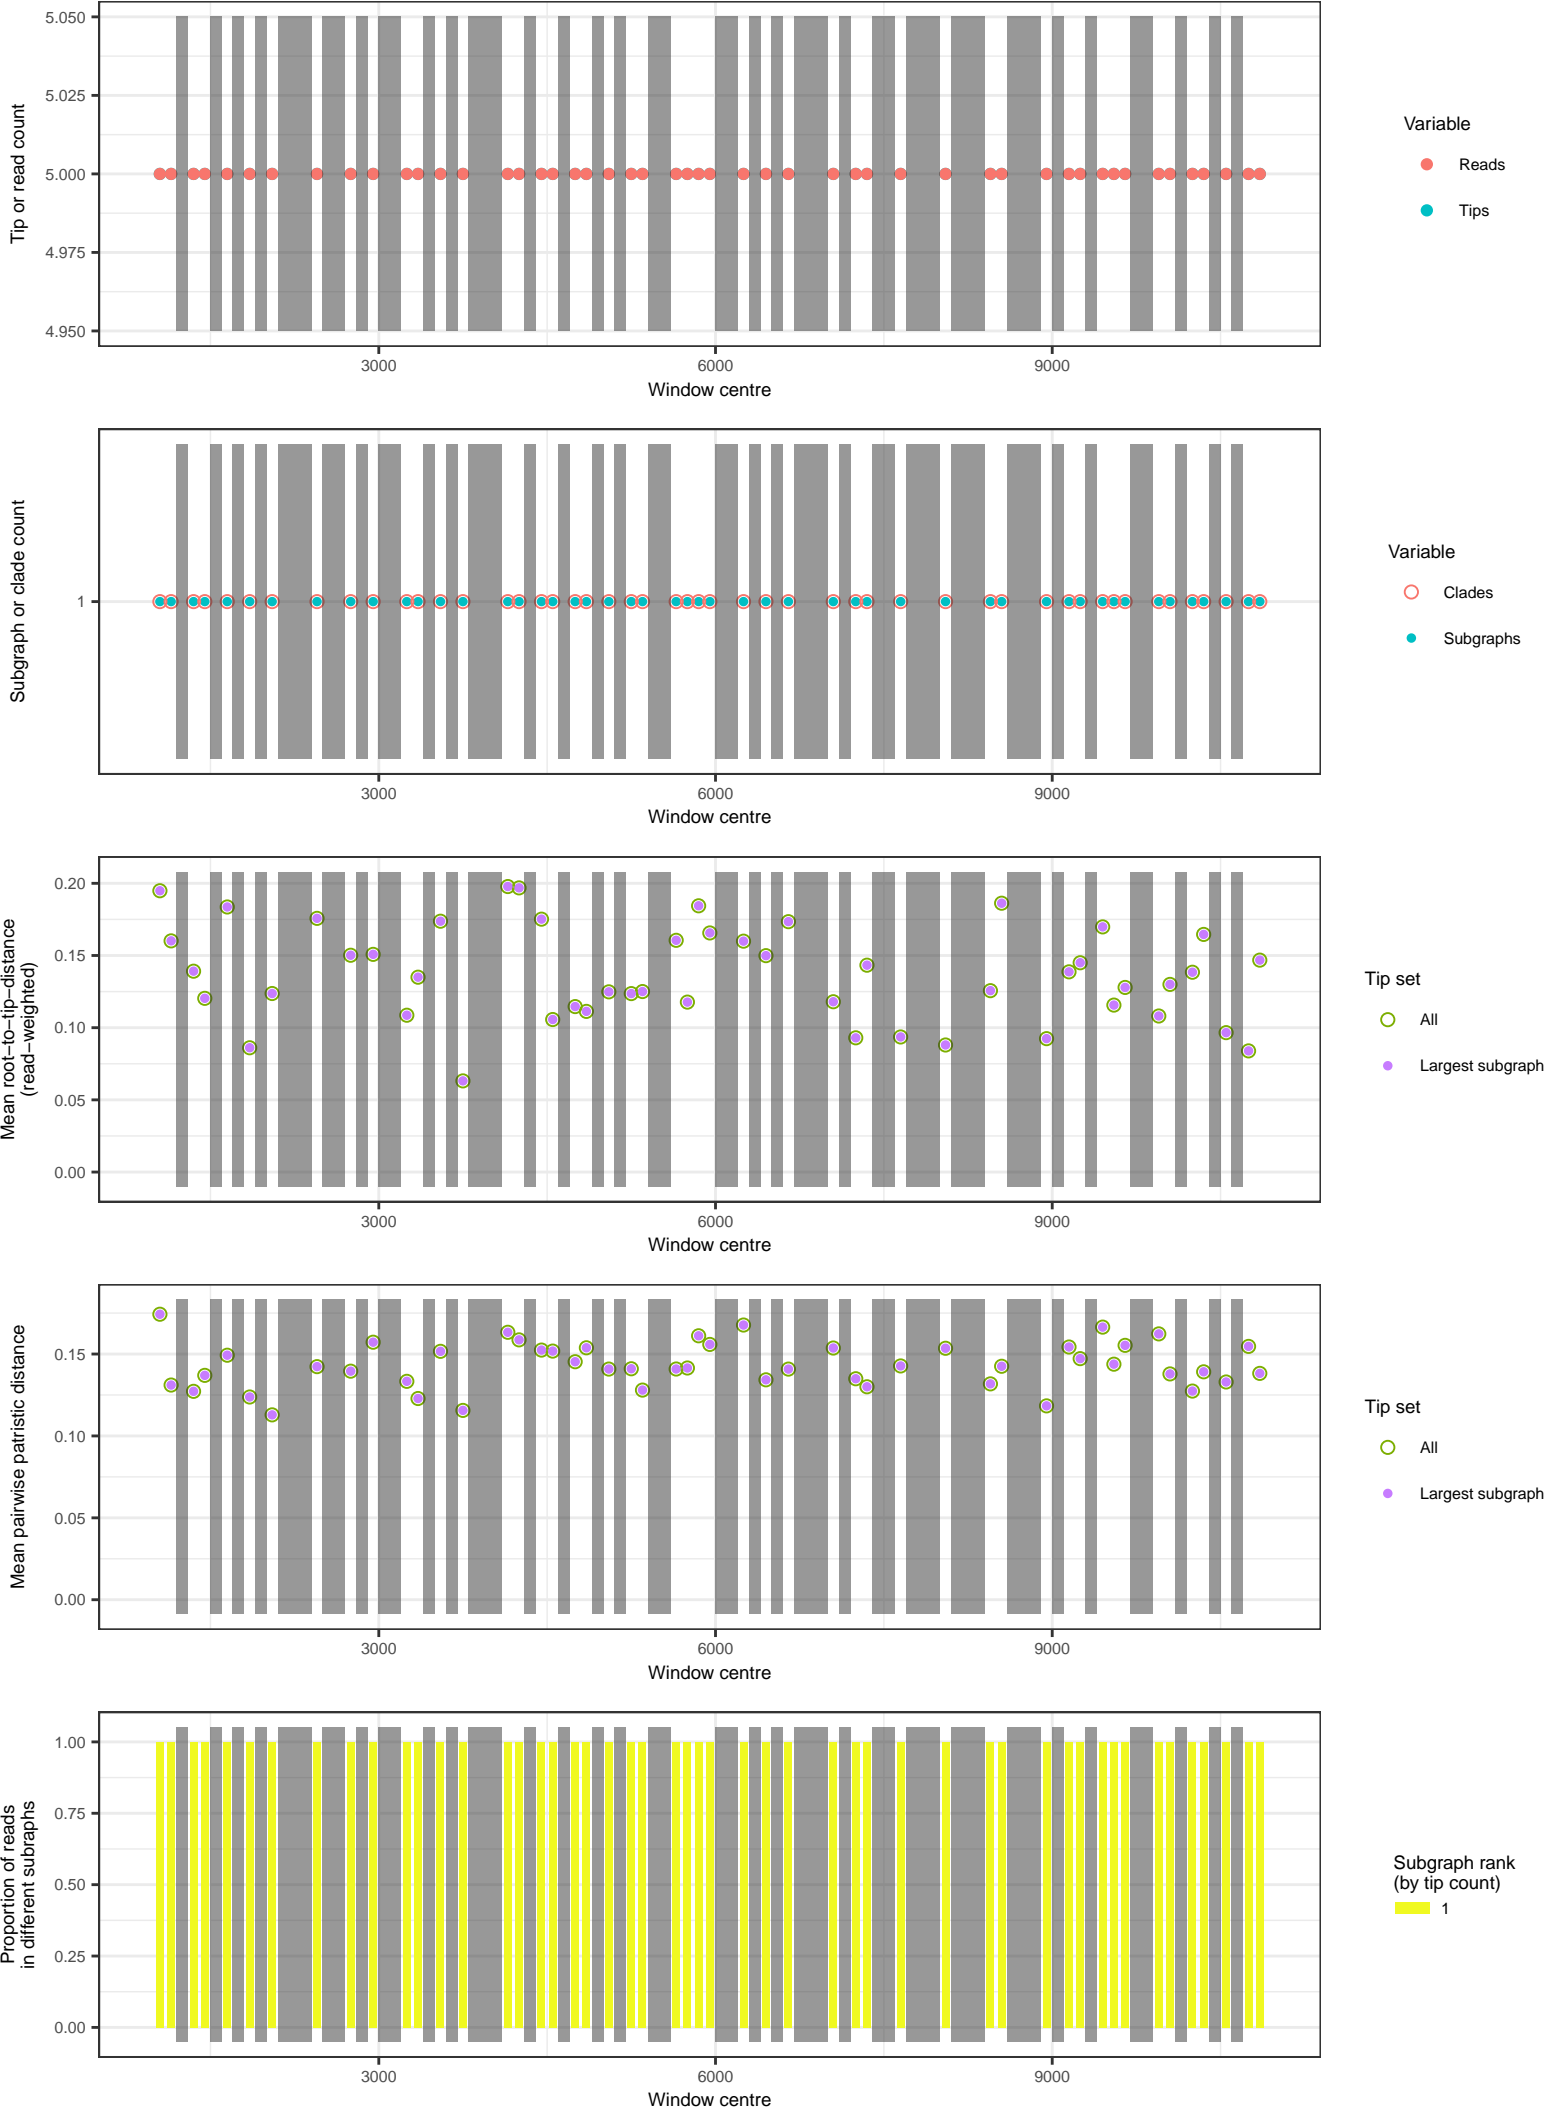 5.050
5.025
5.000
4.975
4.950
Tip or read count
3000 6000 9000
Window centre
Variable
Reads
Tips
Subgraph or clade count
1
3000 6000 9000
Window centre
Variable
Clades
Subgraphs
Mean root−to−tip−distance
(read−weighted)
0.20
0.15
0.10
0.05
0.00
3000 6000 9000
Window centre
Tip set
All
Largest subgraph
Mean pairwise patristic distance
0.15
0.10
0.05
0.00
3000 6000 9000
Window centre
Tip set
All
Largest subgraph
Proportion of reads
in different subraphs
1.00
0.75
0.50
0.25
0.00
3000 6000 9000
Window centre
Subgraph rank
(by tip count)
1